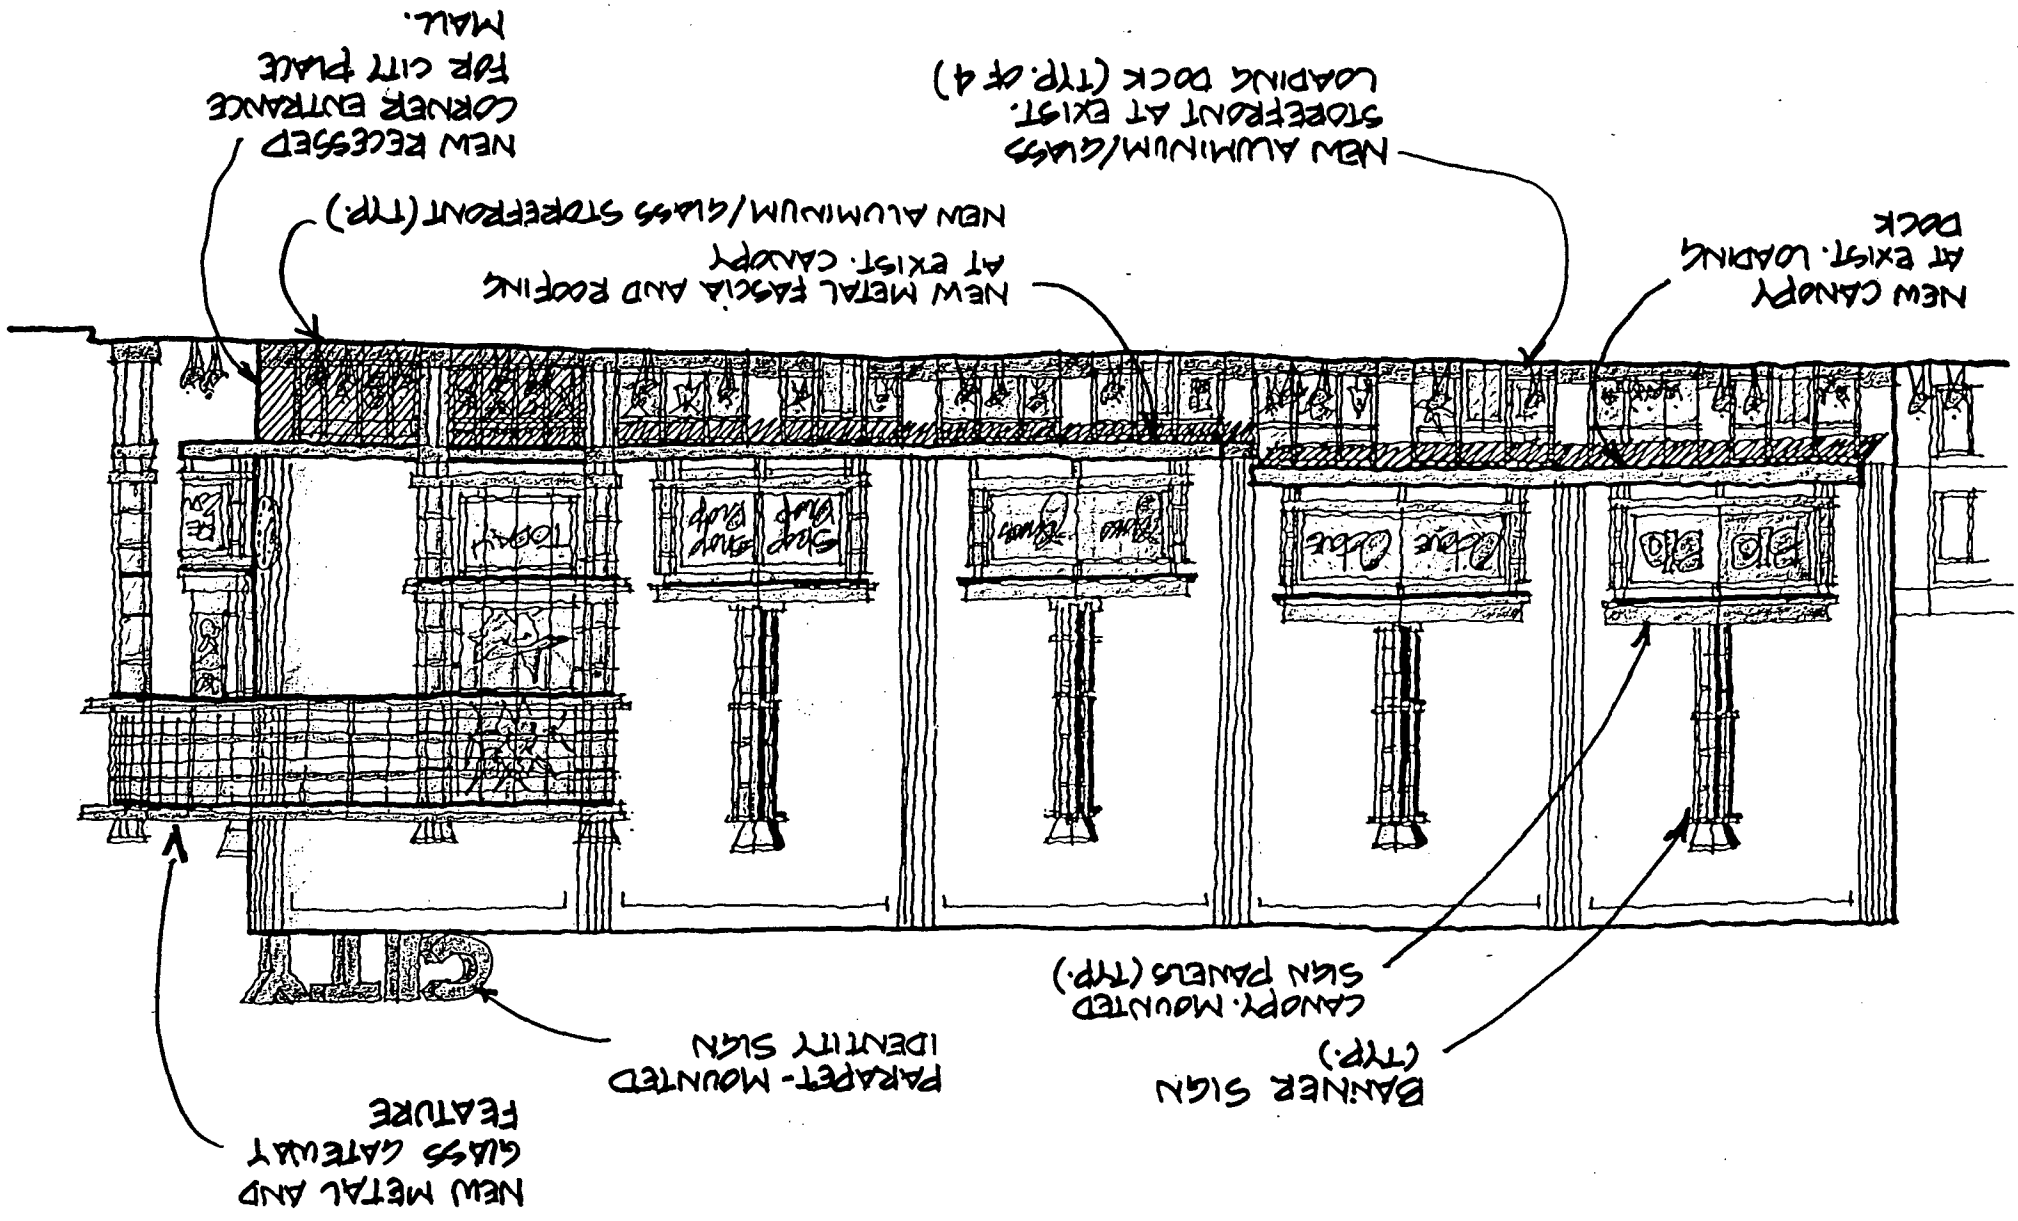 NEW METAL AND
GLASS GATEWAY
FEATURE
BANNER SIGN
(TYP.)
PARAPET-MOUNTED
IDENTITY SIGN
CANOPY-MOUNTED
SIGN PANELS (TYP.)
CITY
NEW CANOPY
AT EXIST. LOADING
DOCK
NEW METAL FASCIA AND ROOFING
AT EXIST. CANOPY
NEW ALUMINUM/GLASS STOREFRONT (TYP.)
NEW ALUMINUM/GLASS
STOREFRONT AT EXIST.
LOADING DOCK (TYP. OF 4)
NEW RECESSED
CORNER ENTRANCE
FOR CITY PLACE
MALL.